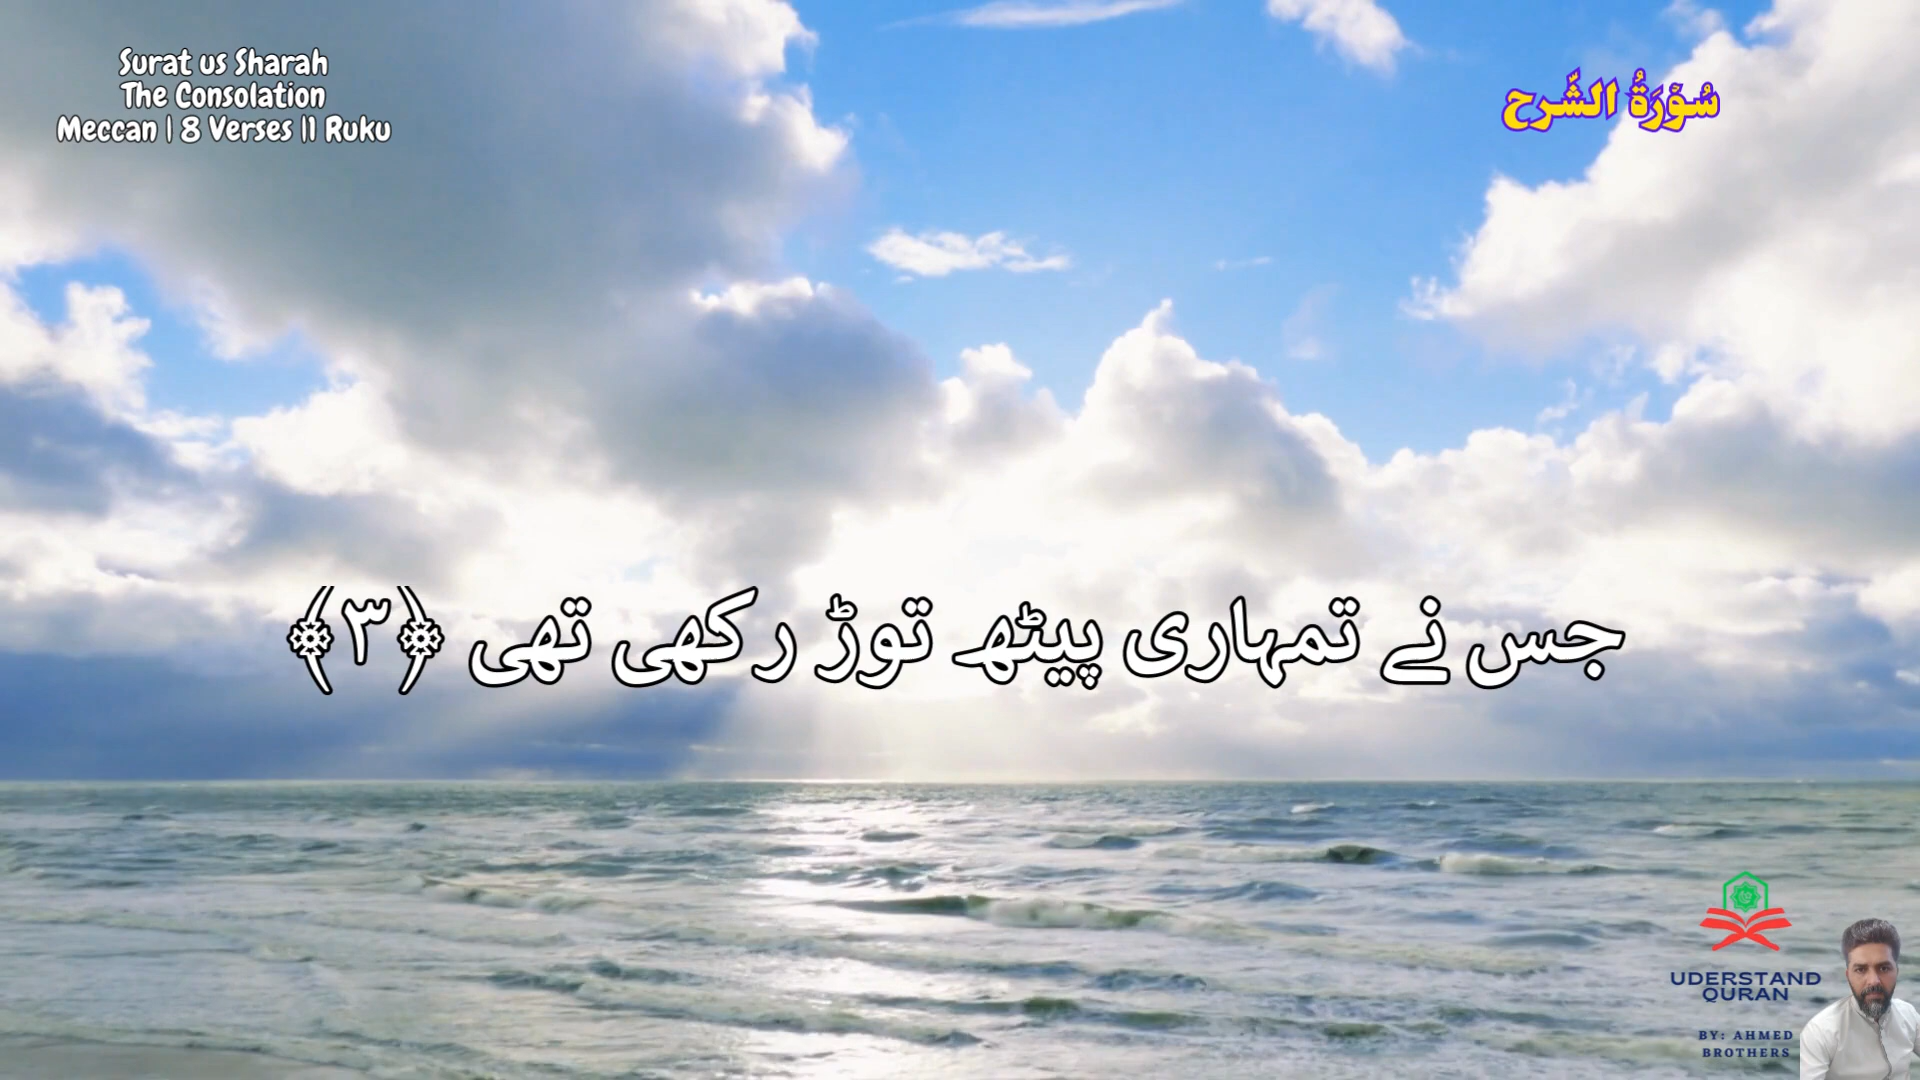 Surat us Sharah
The Consolation
Meccan | 8 Verses |1 Ruku
سُوۡرَةُ الشَّرح
جس نے تمہاری پیٹھ توڑ رکھی تھی ﴿۳﴾
UDERSTAND
QURAN
BY: AHMED
BROTHERS